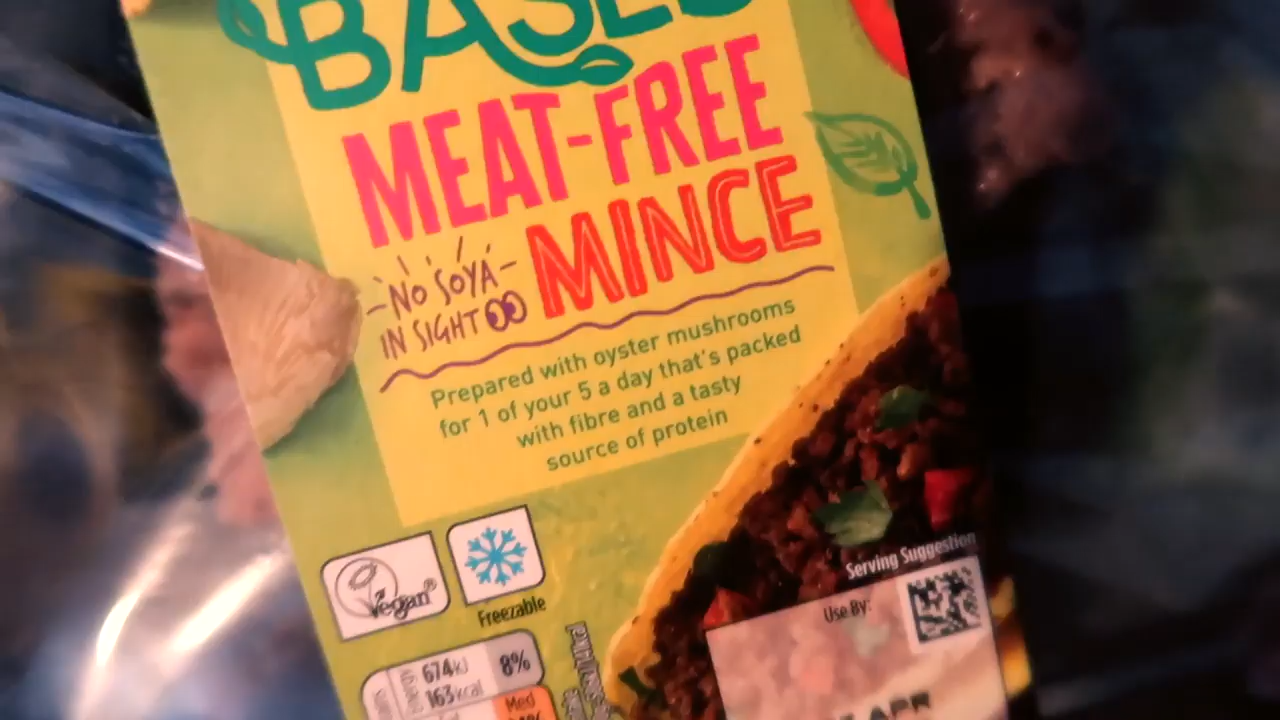 BASED
MEAT-FREE
MINCE
NO SOYA
IN SIGHT
Prepared with oyster mushrooms
for 1 of your 5 a day that's packed
with fibre and a tasty
source of protein
Vegan
Freezable
Serving Suggestion
Use By:
674kJ
163kcal
8%
Med
APR